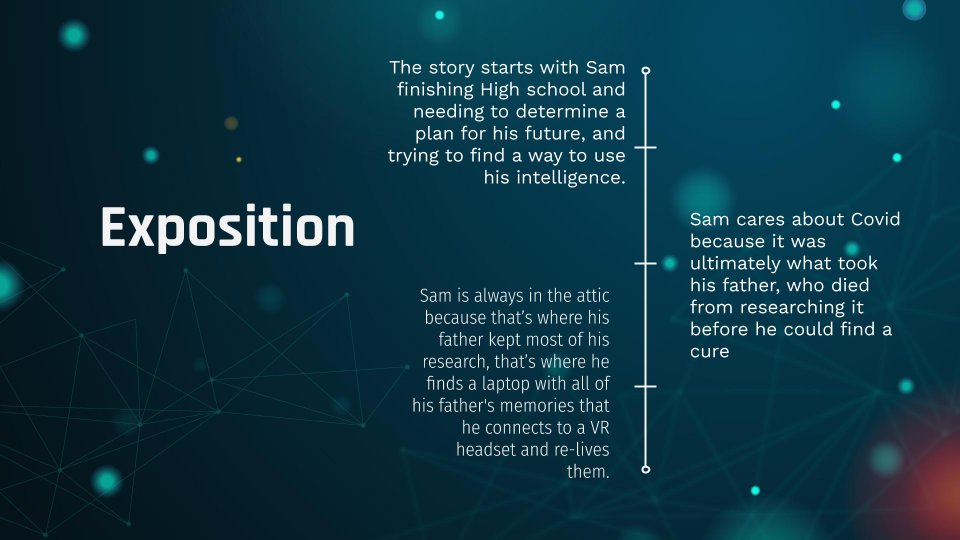 Exposition
The story starts with Sam
finishing High school and
needing to determine a
plan for his future, and
trying to find a way to use
his intelligence.
Sam cares about Covid
because it was
ultimately what took
his father, who died
from researching it
before he could find a
cure
Sam is always in the attic
because that’s where his
father kept most of his
research, that’s where he
finds a laptop with all of
his father's memories that
he connects to a VR
headset and re-lives
them.